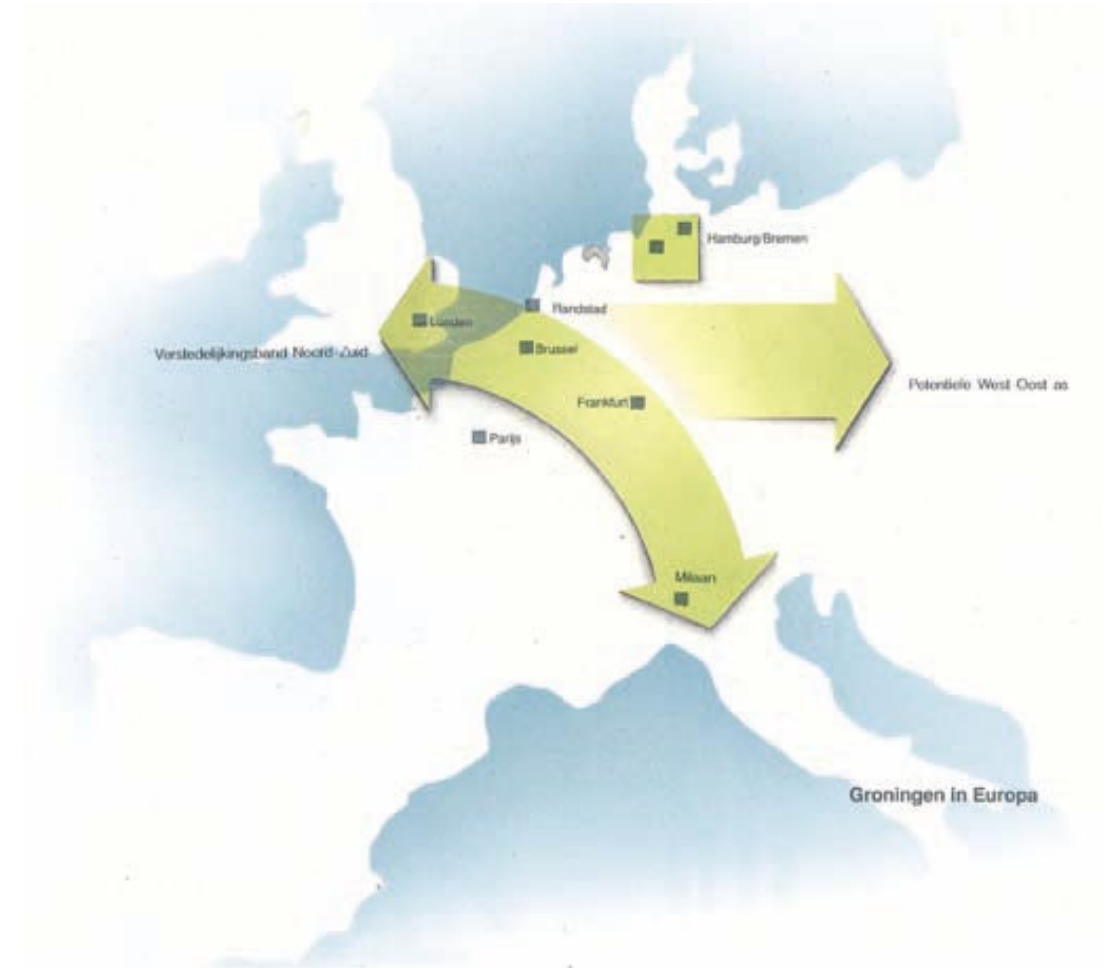 Hamburg/Bremen
Randstad
Londen
Brussel
Verstedelijkingsband Noord-Zuid
Potentiele West Oost as
Frankfurt
Parijs
Milaan
Groningen in Europa